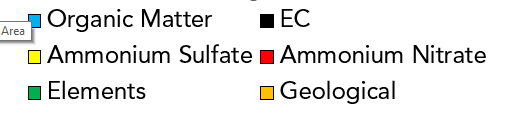 Organic Matter EC
Area
Ammonium Sulfate Ammonium Nitrate
Elements Geological